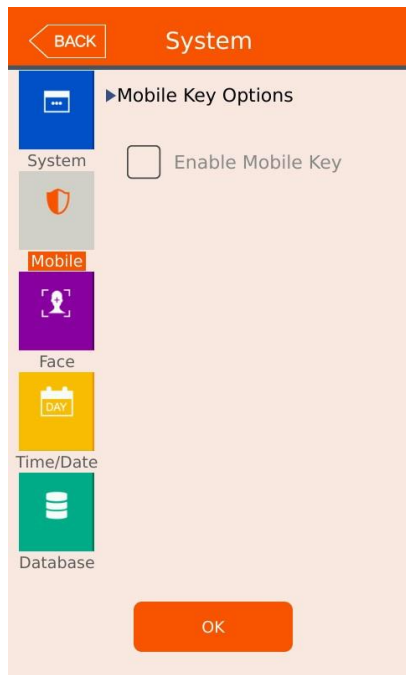 BACK
System
Mobile Key Options
System
Enable Mobile Key
Mobile
Face
DAY
Time/Date
Database
OK